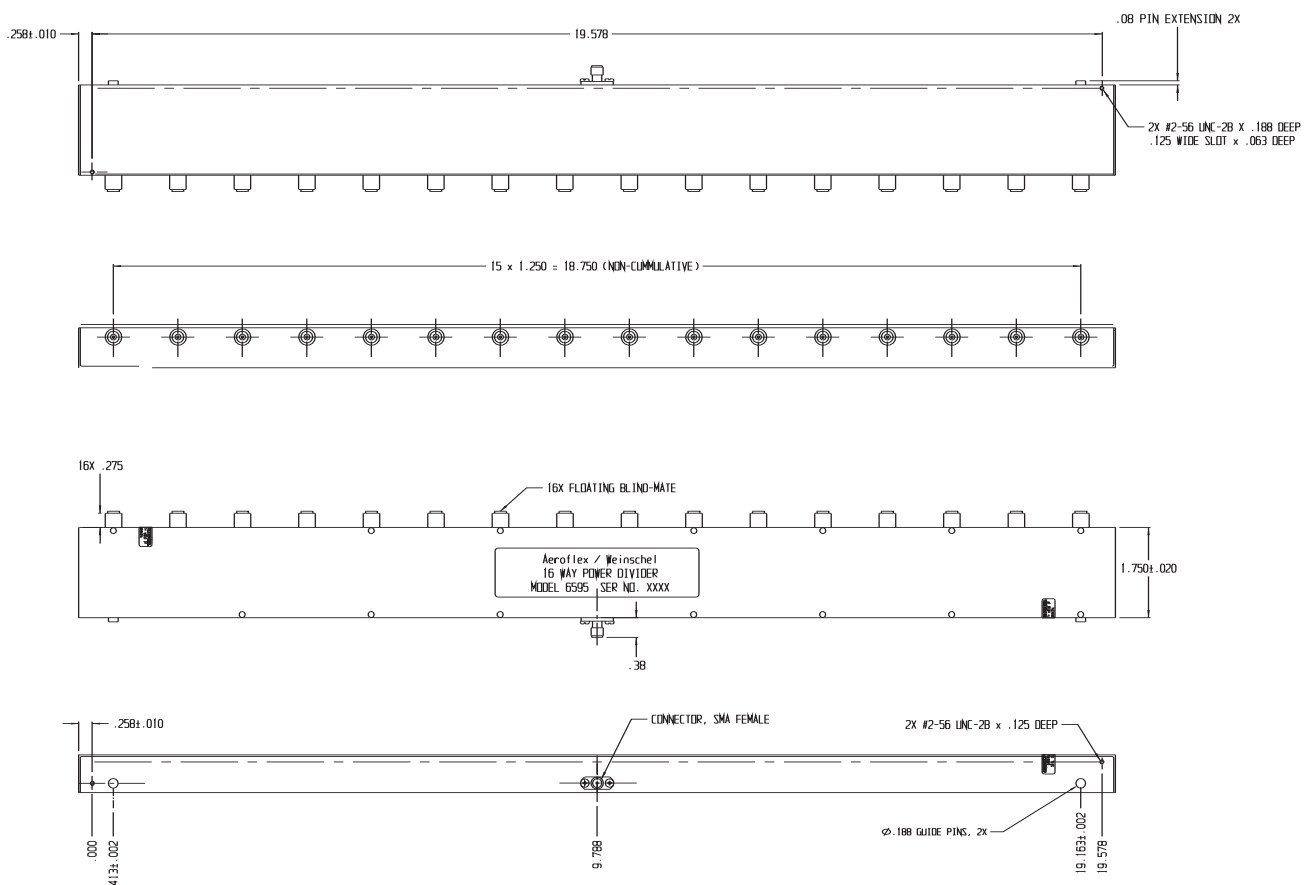 .258±.010
19.578
.08 PIN EXTENSION 2X
2X #2-56 UNC-2B X .188 DEEP
.125 WIDE SLOT x .063 DEEP
15 x 1.250 = 18.750 (NON-CUMMULATIVE)
16X .275
16X FLOATING BLIND-MATE
Aeroflex / Weinschel
16 WAY POWER DIVIDER
MODEL 6595 SER NO. XXXX
1.750±.020
.38
.258±.010
CONNECTOR, SMA FEMALE
2X #2-56 UNC-2B x .125 DEEP
Ø.188 GUIDE PINS, 2X
.000
.413±.002
9.788
19.163±.002
19.578